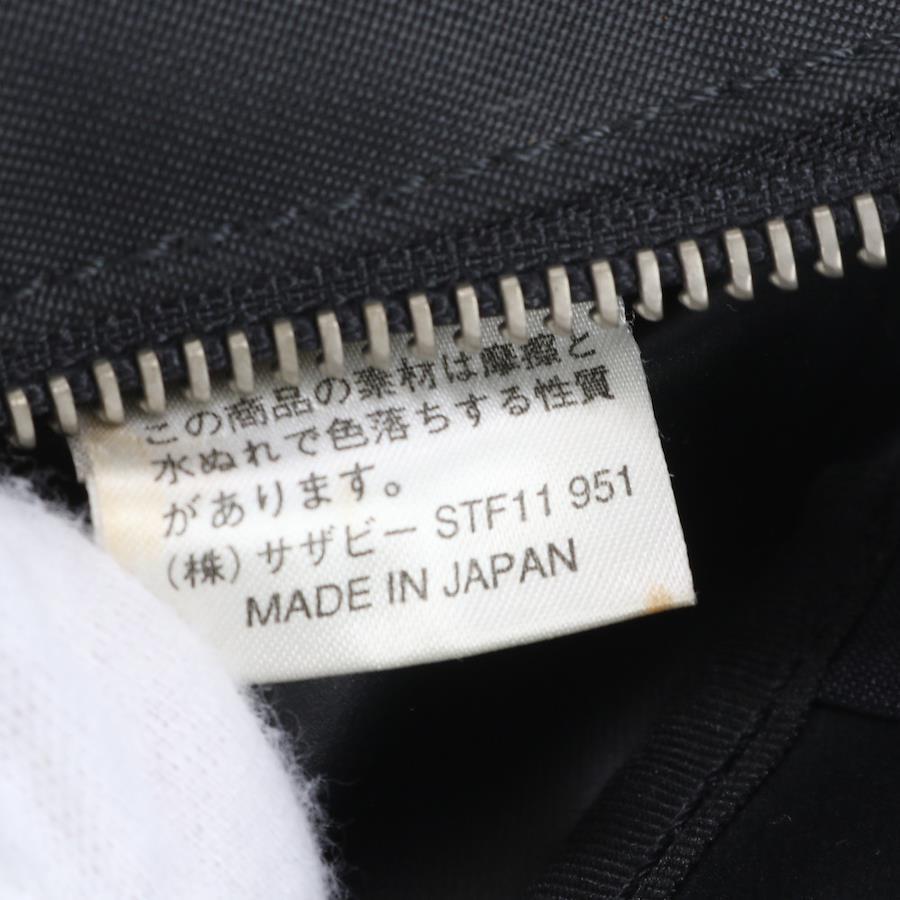 この商品の素材は摩擦と
水ぬれで色落ちする性質
があります。
(株)サザビー STF11 951
MADE IN JAPAN